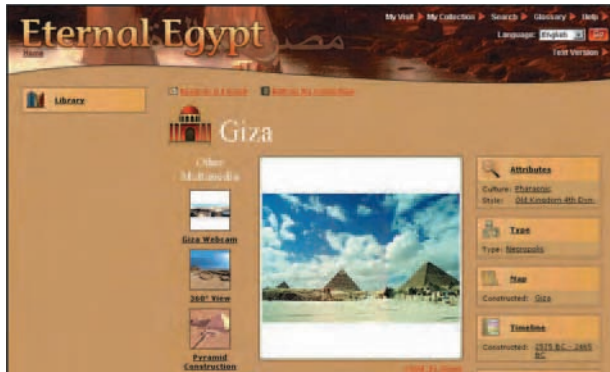 Eternal Egypt
My Visit My Collection Search Glossary Help
Language: English
Text Version
Home
Library
Giza
Other
Multimedia
Giza Webcam
360° View
Pyramid
Construction
Attributes
Culture: Pharaonic
Style: Old Kingdom 4th Dyn.
Type
Type: Necropolis
Map
Constructed: Giza
Timeline
Constructed: 2575 BC - 2465
BC